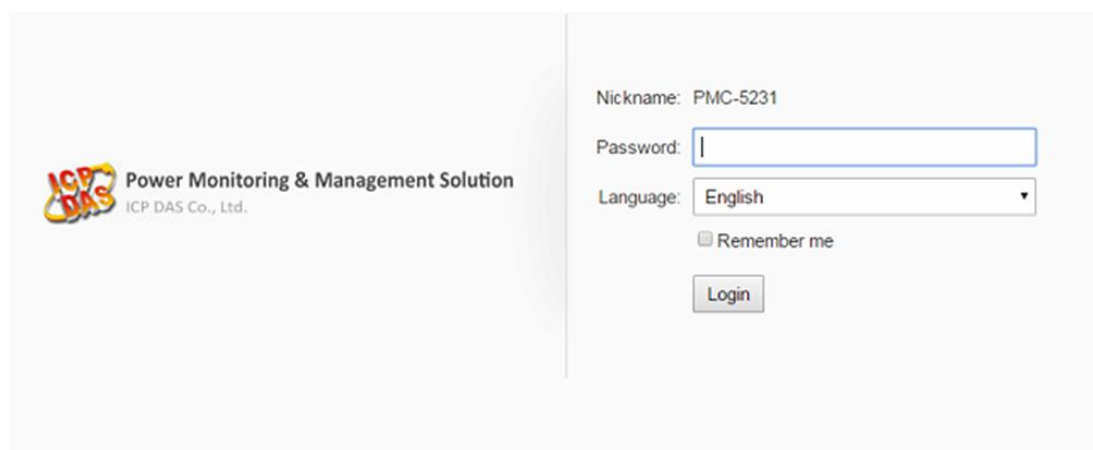 ICP
DAS
Power Monitoring & Management Solution
ICP DAS Co., Ltd.
Nickname: PMC-5231
Password:
Language: English
Remember me
Login